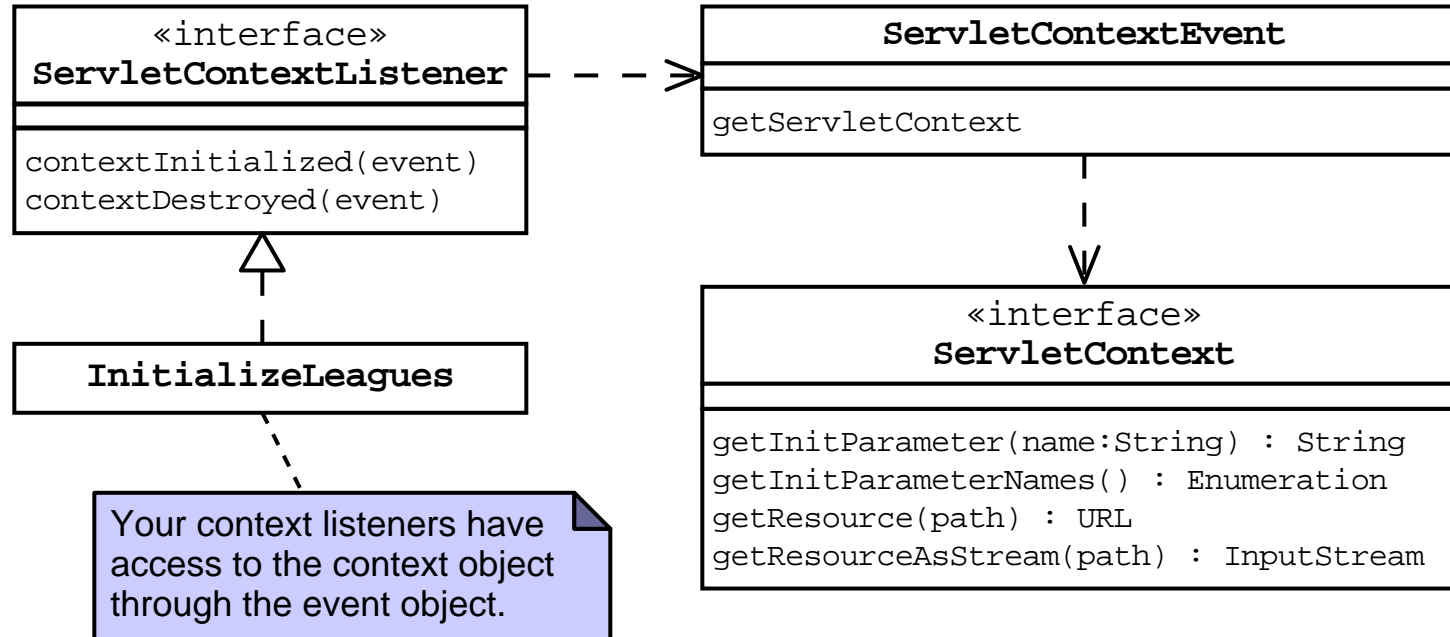 «interface»
ServletContextListener
contextInitialized(event)
contextDestroyed(event)
InitializeLeagues
Your context listeners have
access to the context object
through the event object.
ServletContextEvent
getServletContext
«interface»
ServletContext
getInitParameter(name:String) : String
getInitParameterNames() : Enumeration
getResource(path) : URL
getResourceAsStream(path) : InputStream